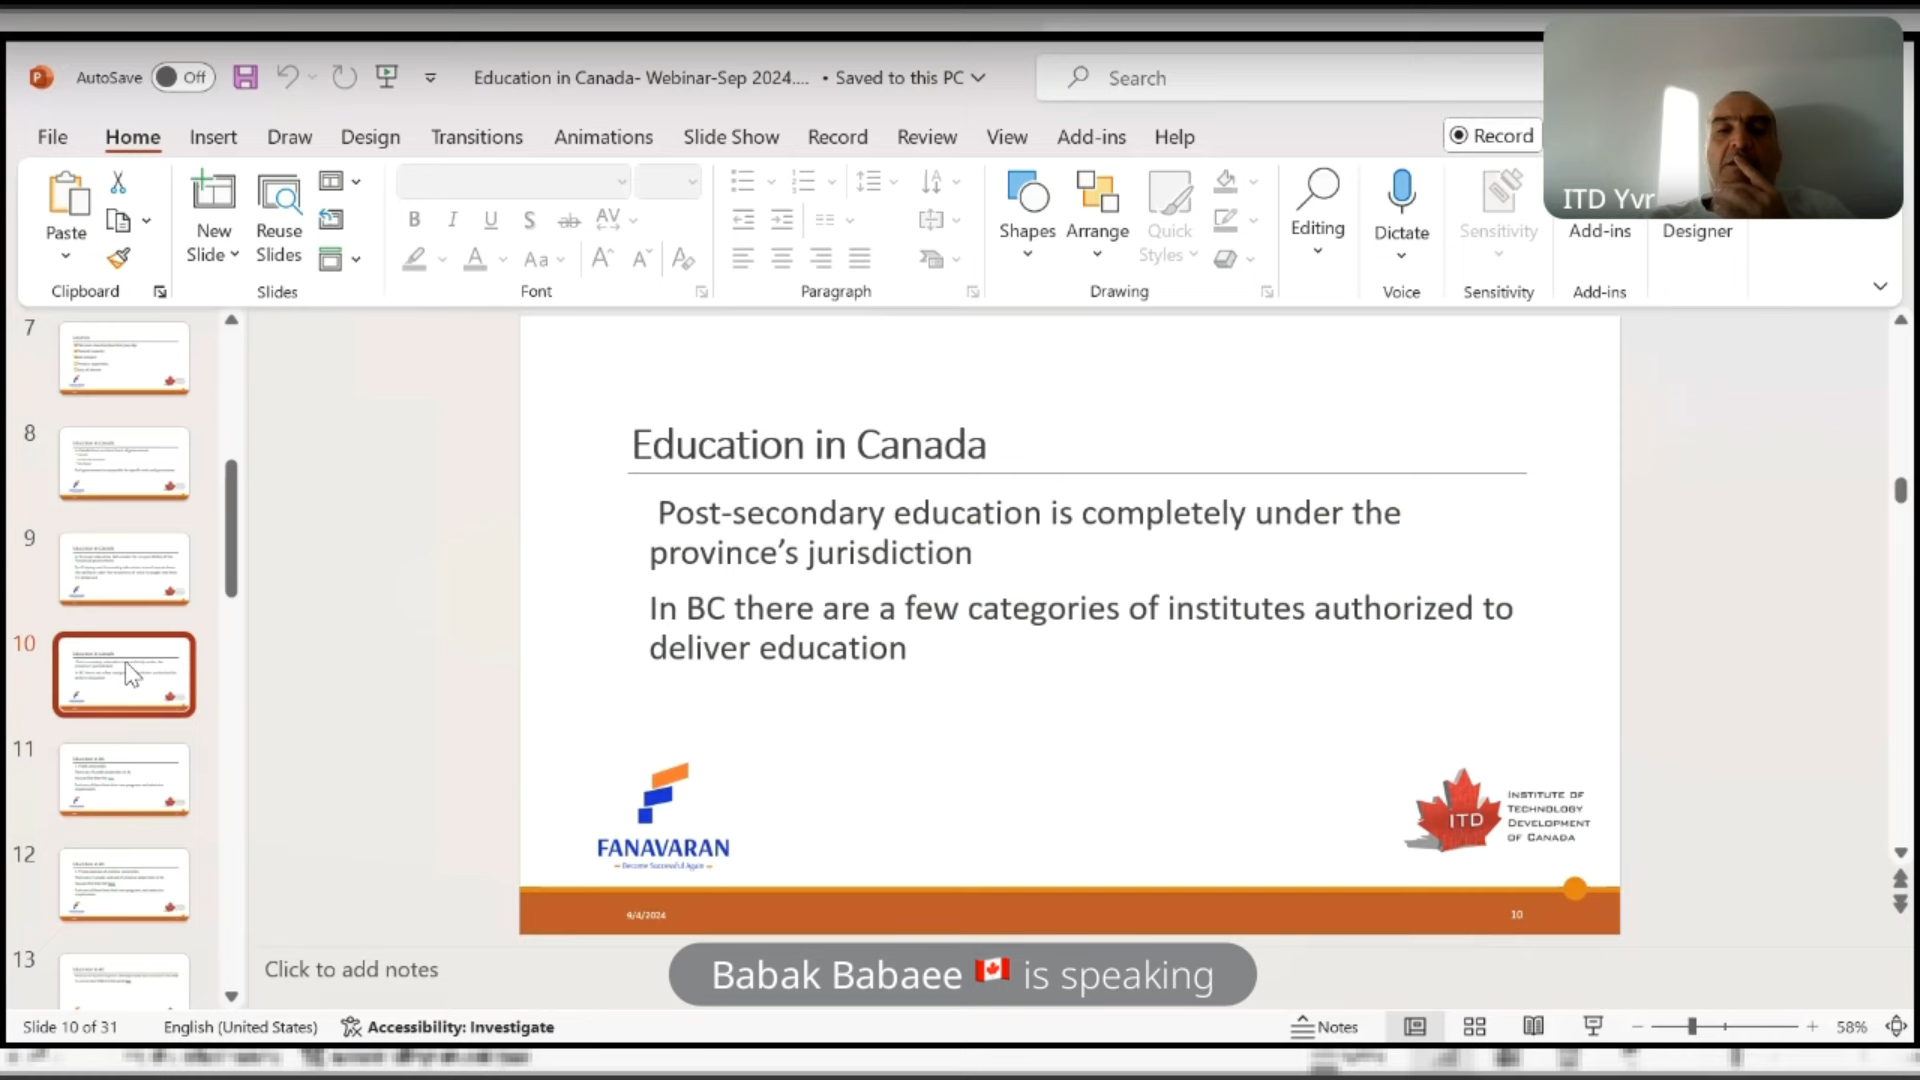 AutoSave Off Education in Canada- Webinar-Sep 2024.... • Saved to this PC Search
File Home Insert Draw Design Transitions Animations Slide Show Record Review View Add-ins Help Record
ITD Yvr
Paste New Slide Reuse Slides Shapes Arrange Quick Styles Editing Dictate Sensitivity Add-ins Designer
Clipboard Slides Font Paragraph Drawing Voice Sensitivity Add-ins
7
8
9
10
11
12
13
Education in Canada
Post-secondary education is completely under the
province’s jurisdiction
In BC there are a few categories of institutes authorized to
deliver education
FANAVARAN
Become Successful Again
ITD
INSTITUTE OF
TECHNOLOGY
DEVELOPMENT
OF CANADA
9/4/2024 10
Click to add notes
Babak Babaee 🇨🇦 is speaking
Slide 10 of 31 English (United States) Accessibility: Investigate Notes 58%